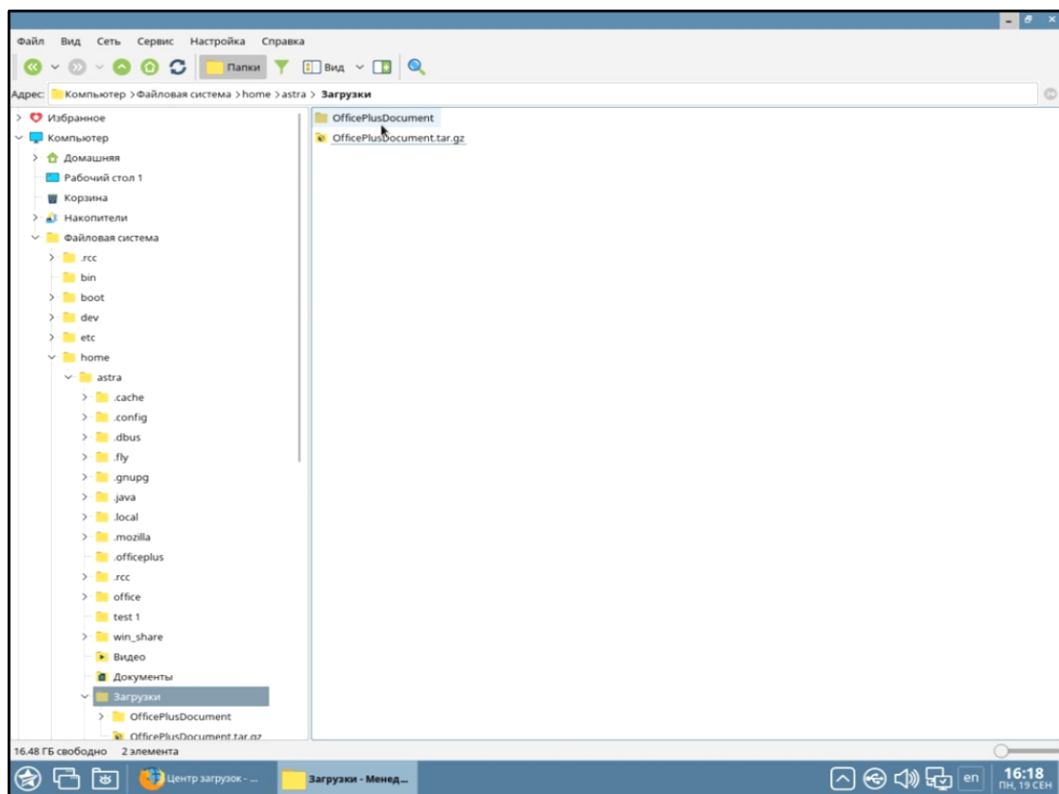 Файл Вид Сеть Сервис Настройка Справка
Папки Вид
Адрес: Компьютер >Файловая система >home >astra > Загрузки
Избранное
Компьютер
Домашняя
Рабочий стол 1
Корзина
Накопители
Файловая система
.rcc
bin
boot
dev
etc
home
astra
.cache
.config
.dbus
.fly
.gnupg
.java
.local
.mozilla
.officeplus
.rcc
office
test 1
win_share
Видео
Документы
Загрузки
OfficePlusDocument
OfficePlusDocument.tar.gz
OfficePlusDocument
OfficePlusDocument.tar.gz
16.48 ГБ свободно 2 элемента
Центр загрузок - ... Загрузки - Менед... en 16:18
ПН, 19 СЕН